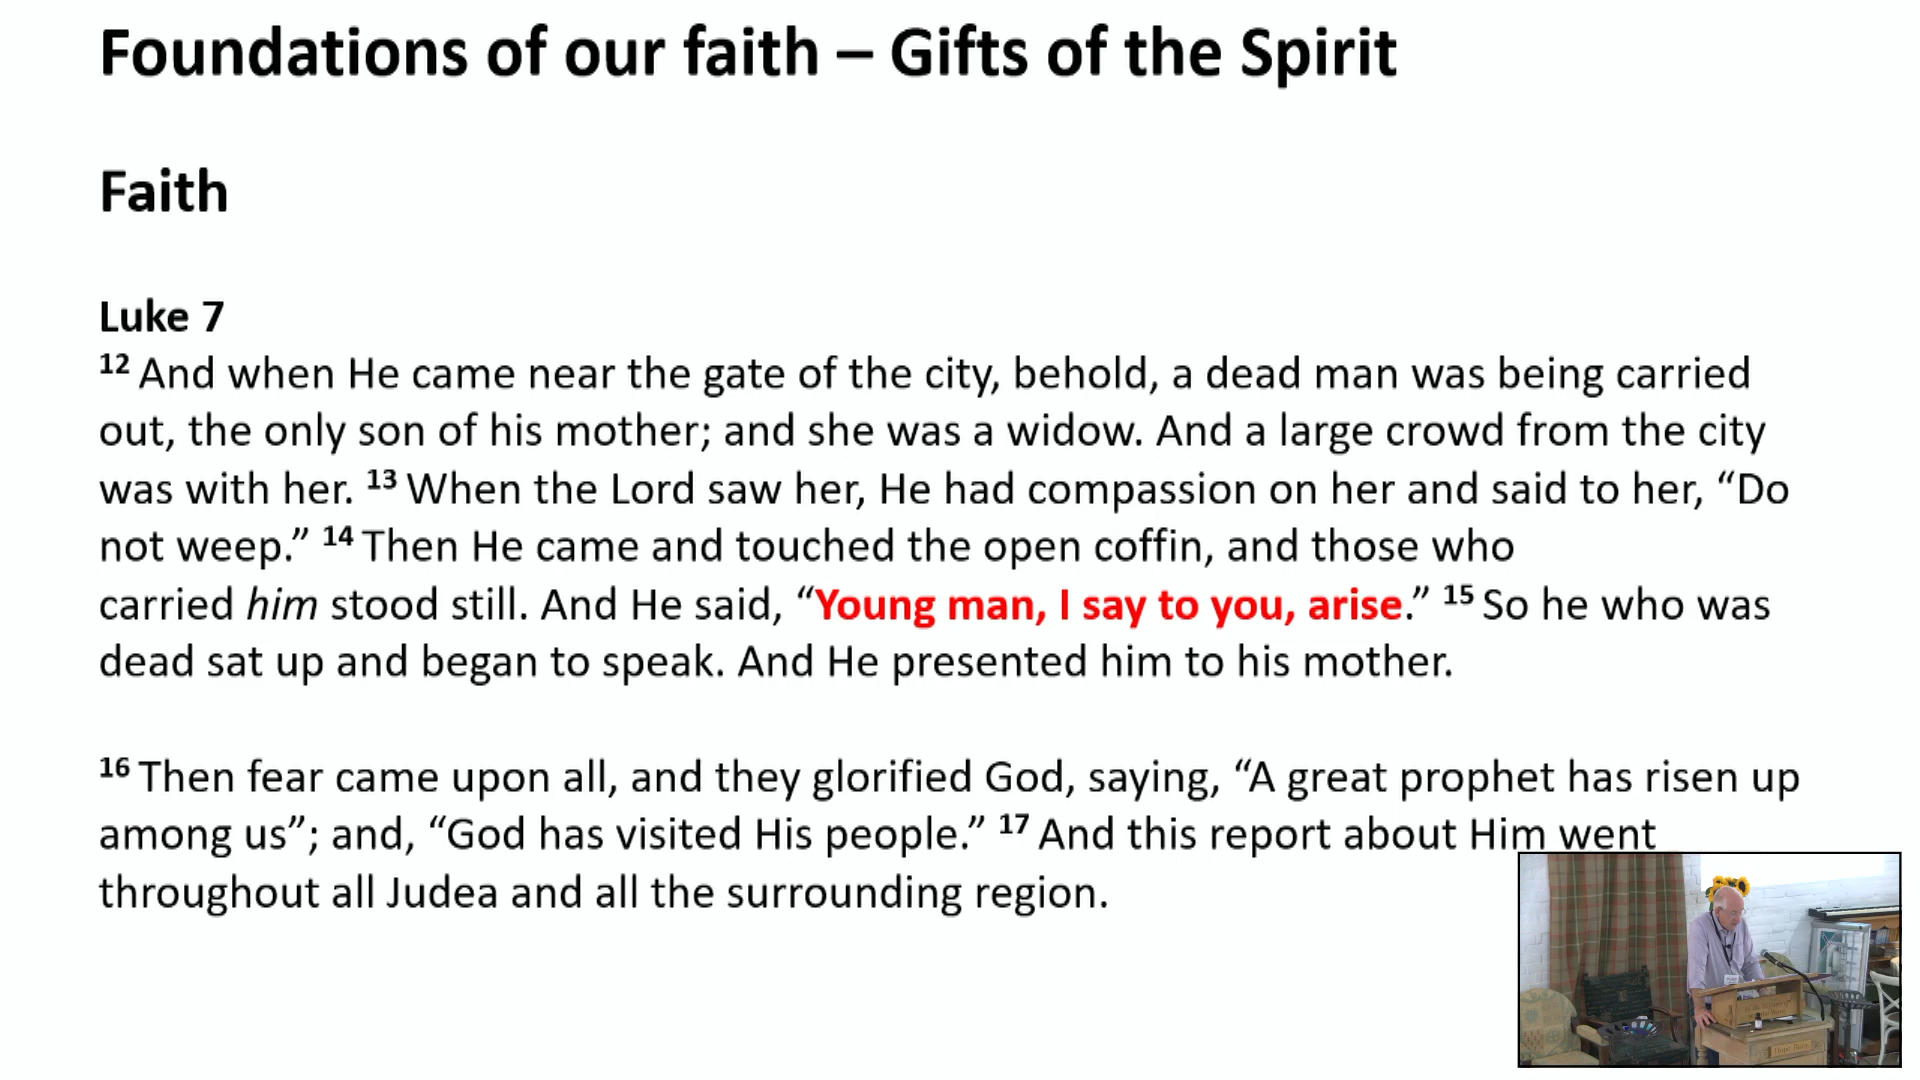 Foundations of our faith – Gifts of the Spirit
Faith
Luke 7
12 And when He came near the gate of the city, behold, a dead man was being carried
out, the only son of his mother; and she was a widow. And a large crowd from the city
was with her. 13 When the Lord saw her, He had compassion on her and said to her, “Do
not weep.” 14 Then He came and touched the open coffin, and those who
carried him stood still. And He said, “Young man, I say to you, arise.” 15 So he who was
dead sat up and began to speak. And He presented him to his mother.
16 Then fear came upon all, and they glorified God, saying, “A great prophet has risen up
among us”; and, “God has visited His people.” 17 And this report about Him went
throughout all Judea and all the surrounding region.